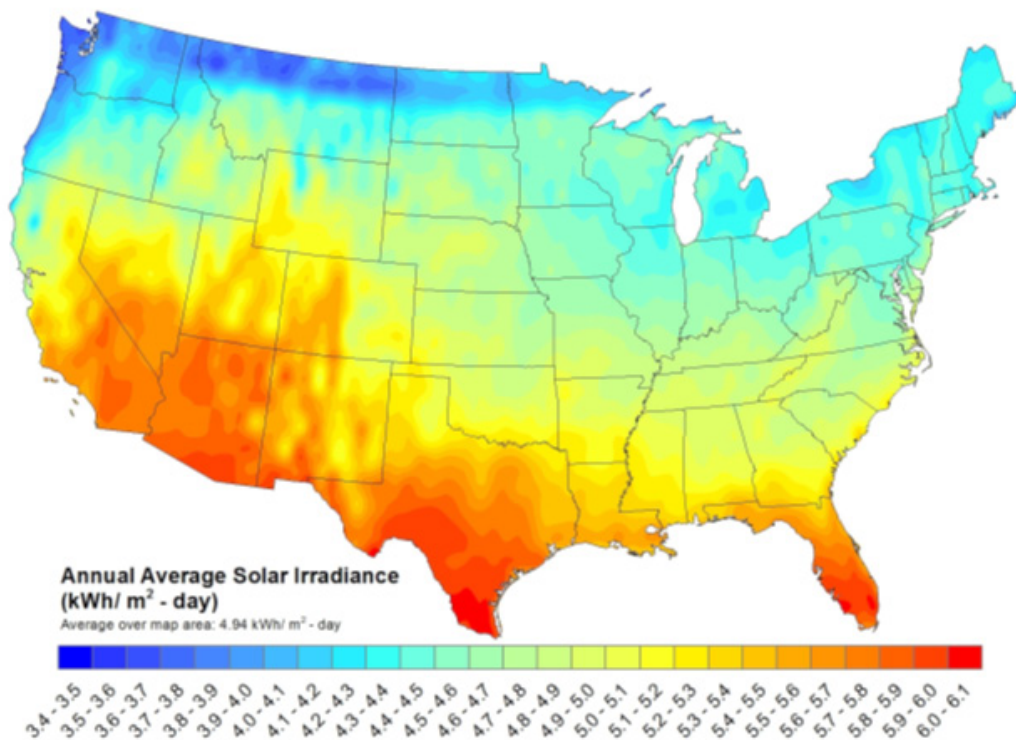 Annual Average Solar Irradiance
(kWh/ m² - day)
Average over map area: 4.94 kWh/ m² - day
3.4 - 3.5
3.5 - 3.6
3.6 - 3.7
3.7 - 3.8
3.8 - 3.9
3.9 - 4.0
4.0 - 4.1
4.1 - 4.2
4.2 - 4.3
4.3 - 4.4
4.4 - 4.5
4.5 - 4.6
4.6 - 4.7
4.7 - 4.8
4.8 - 4.9
4.9 - 5.0
5.0 - 5.1
5.1 - 5.2
5.2 - 5.3
5.3 - 5.4
5.4 - 5.5
5.5 - 5.6
5.6 - 5.7
5.7 - 5.8
5.8 - 5.9
5.9 - 6.0
6.0 - 6.1